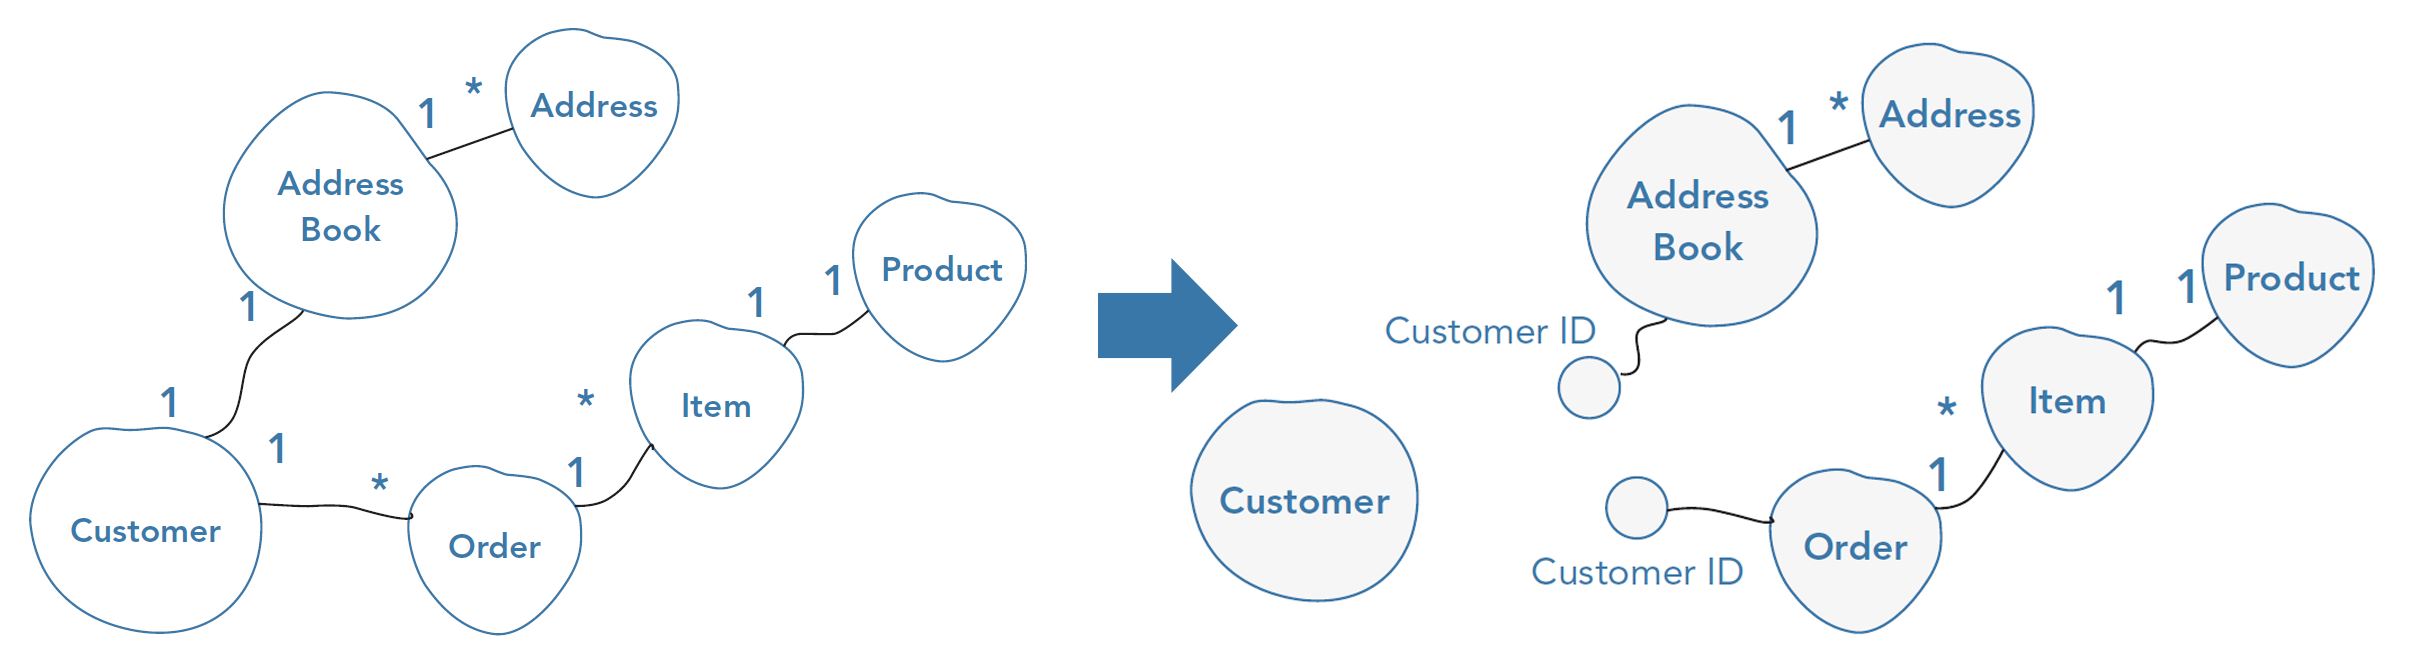 Address
1 *
Address
Book
1
1
Product
1 1
Item
*
1
1
*
Customer
Order
Address
1 *
Address
Book
Customer ID
Product
1 1
Item
*
1
Customer
Order
Customer ID